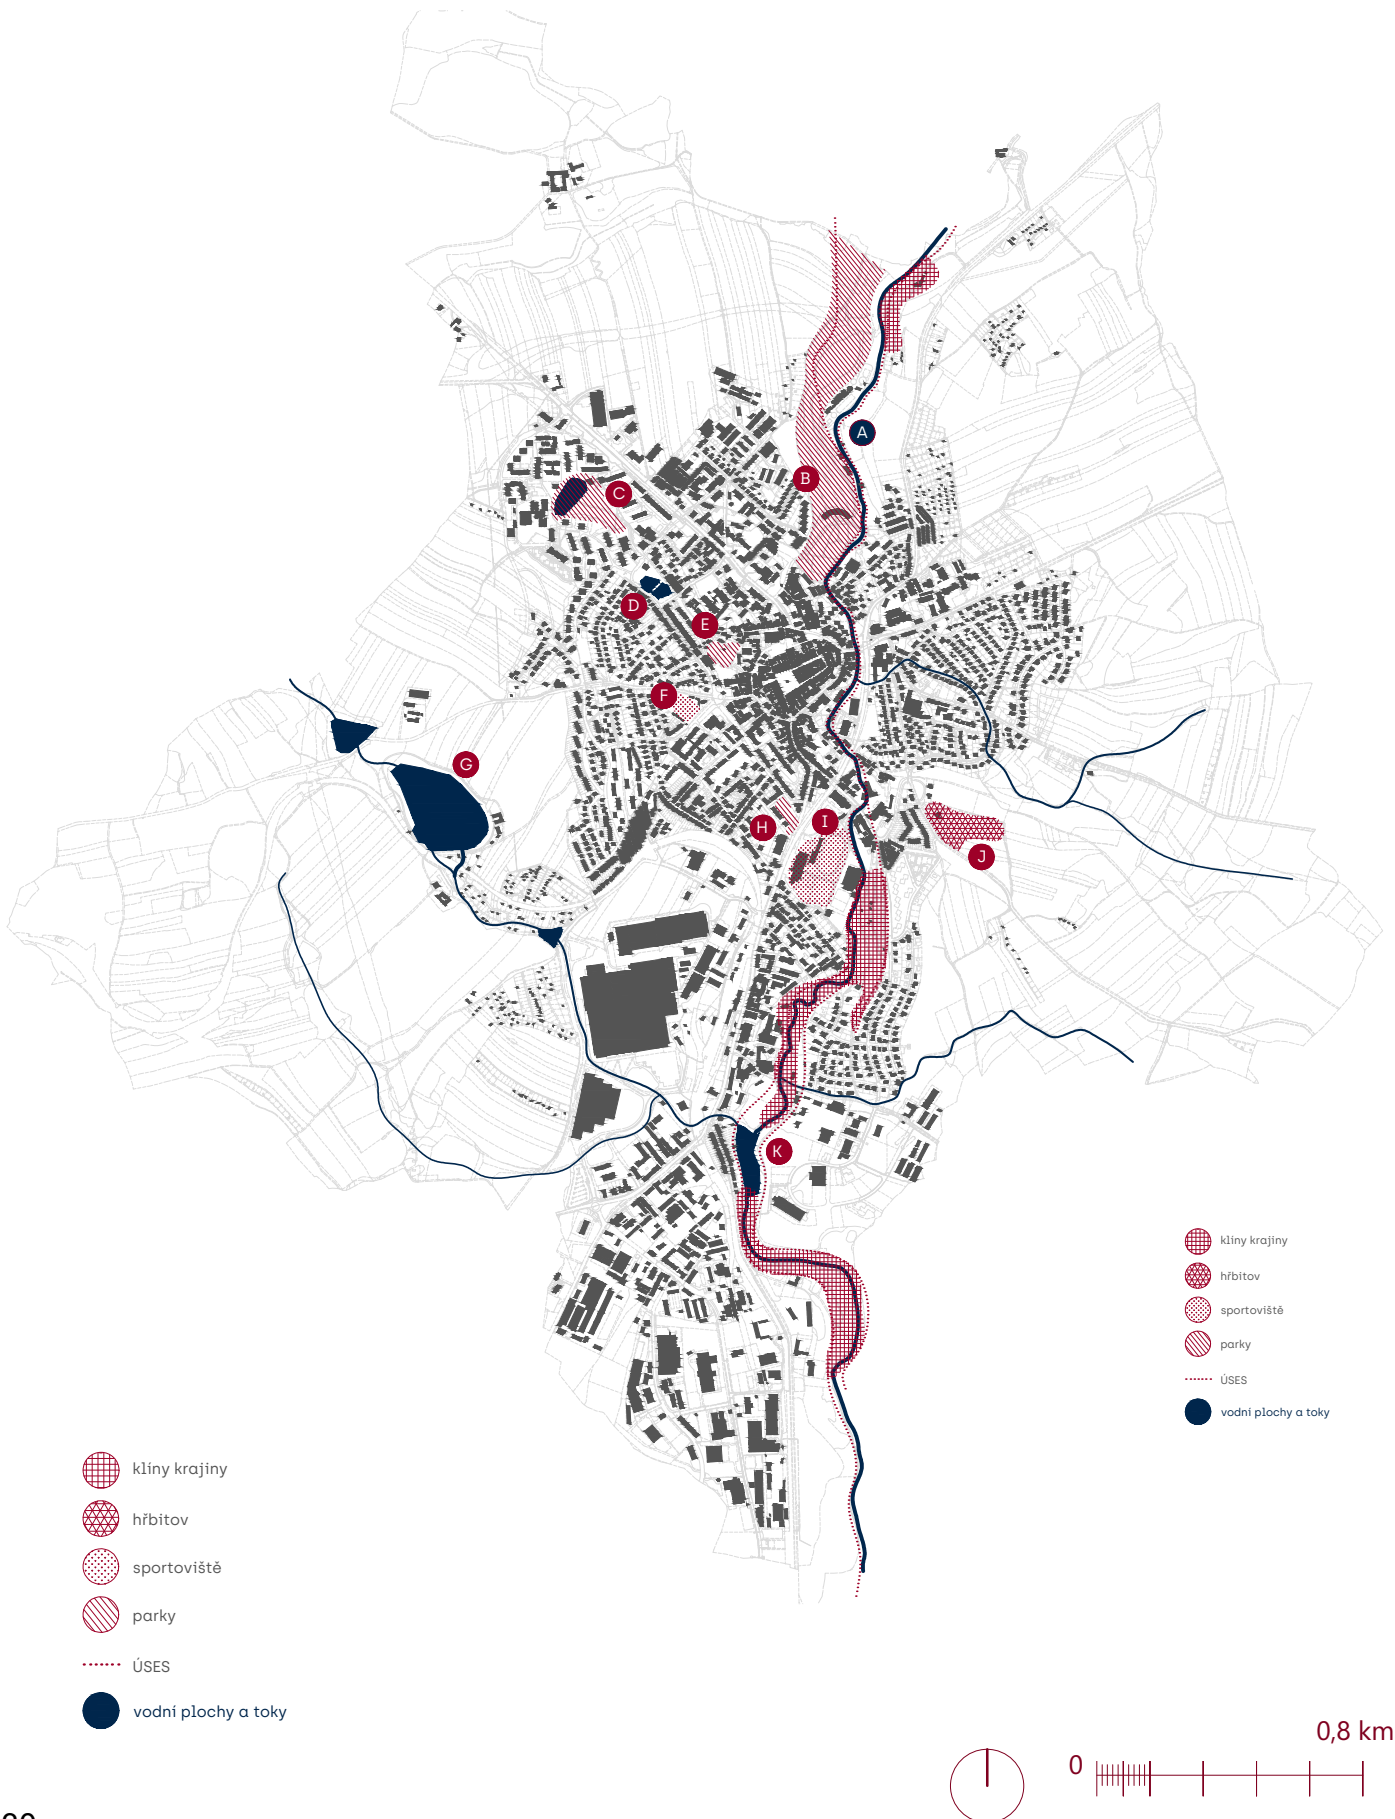 A
B
C
D
E
F
G
H
I
J
K
kliny krajiny
hřbitov
sportoviště
parky
ÚSES
vodní plochy a toky
kliny krajiny
hřbitov
sportoviště
parky
ÚSES
vodní plochy a toky
0,8 km
0